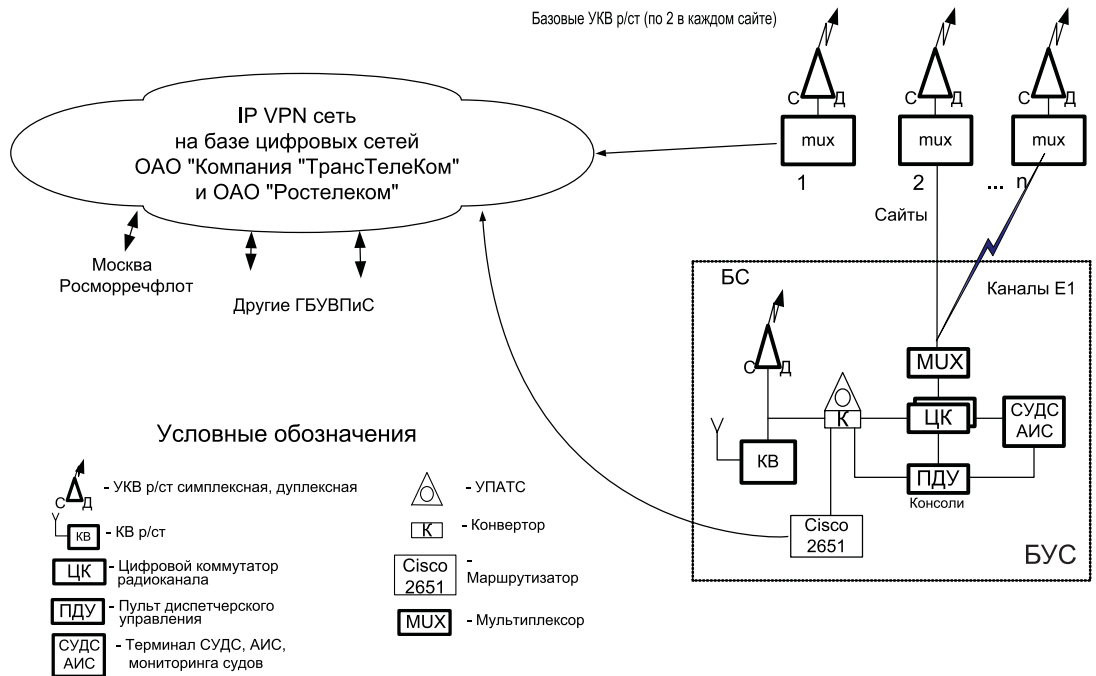 Базовые УКВ р/ст (по 2 в каждом сайте)
С Д
С Д
С Д
mux
mux
mux
1
2
... n
IP VPN сеть
на базе цифровых сетей
ОАО "Компания "ТрансТелеКом"
и ОАО "Ростелеком"
Сайты
Москва
Росморречфлот
Другие ГБУВПиС
БС
Каналы Е1
С Д
MUX
К
ЦК
СУДС
АИС
КВ
ПДУ
Консоли
Cisco
2651
БУС
Условные обозначения
С Д
- УКВ р/ст симплексная, дуплексная
- УПАТС
КВ
- КВ р/ст
К
- Конвертор
ЦК
- Цифровой коммутатор
радиоканала
Cisco
2651
-
Маршрутизатор
ПДУ
- Пульт диспетчерского
управления
MUX
- Мультиплексор
СУДС
АИС
- Терминал СУДС, АИС,
мониторинга судов